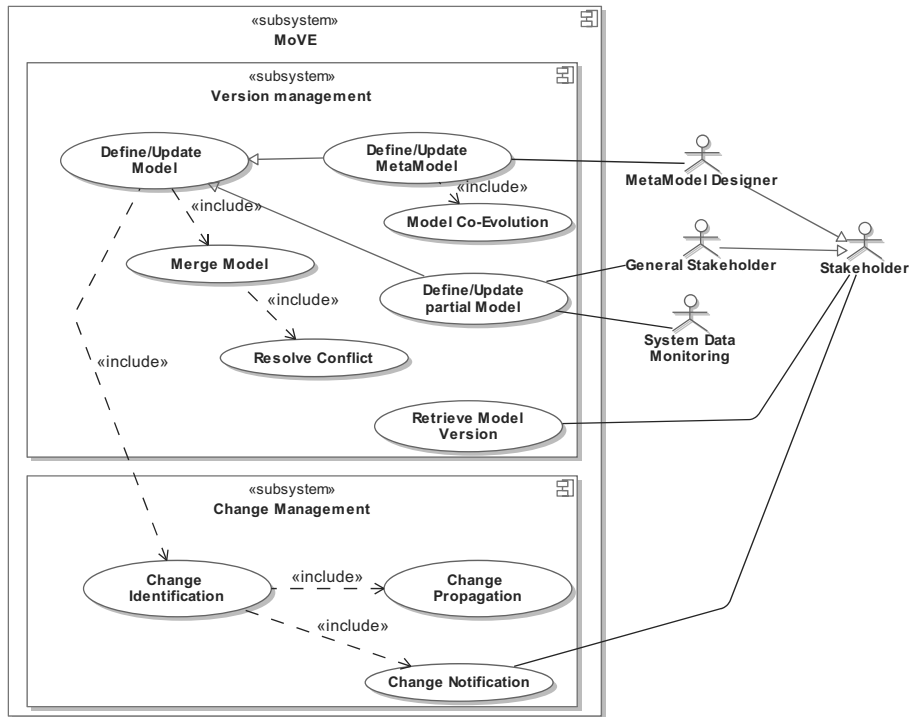 «subsystem»
MoVE
«subsystem»
Version management
Define/Update
Model
Define/Update
MetaModel
«include»
«include»
Model Co-Evolution
Merge Model
Define/Update
partial Model
«include»
Resolve Conflict
«include»
Retrieve Model
Version
MetaModel Designer
General Stakeholder
Stakeholder
System Data
Monitoring
«subsystem»
Change Management
Change
Identification
«include»
Change
Propagation
«include»
Change Notification